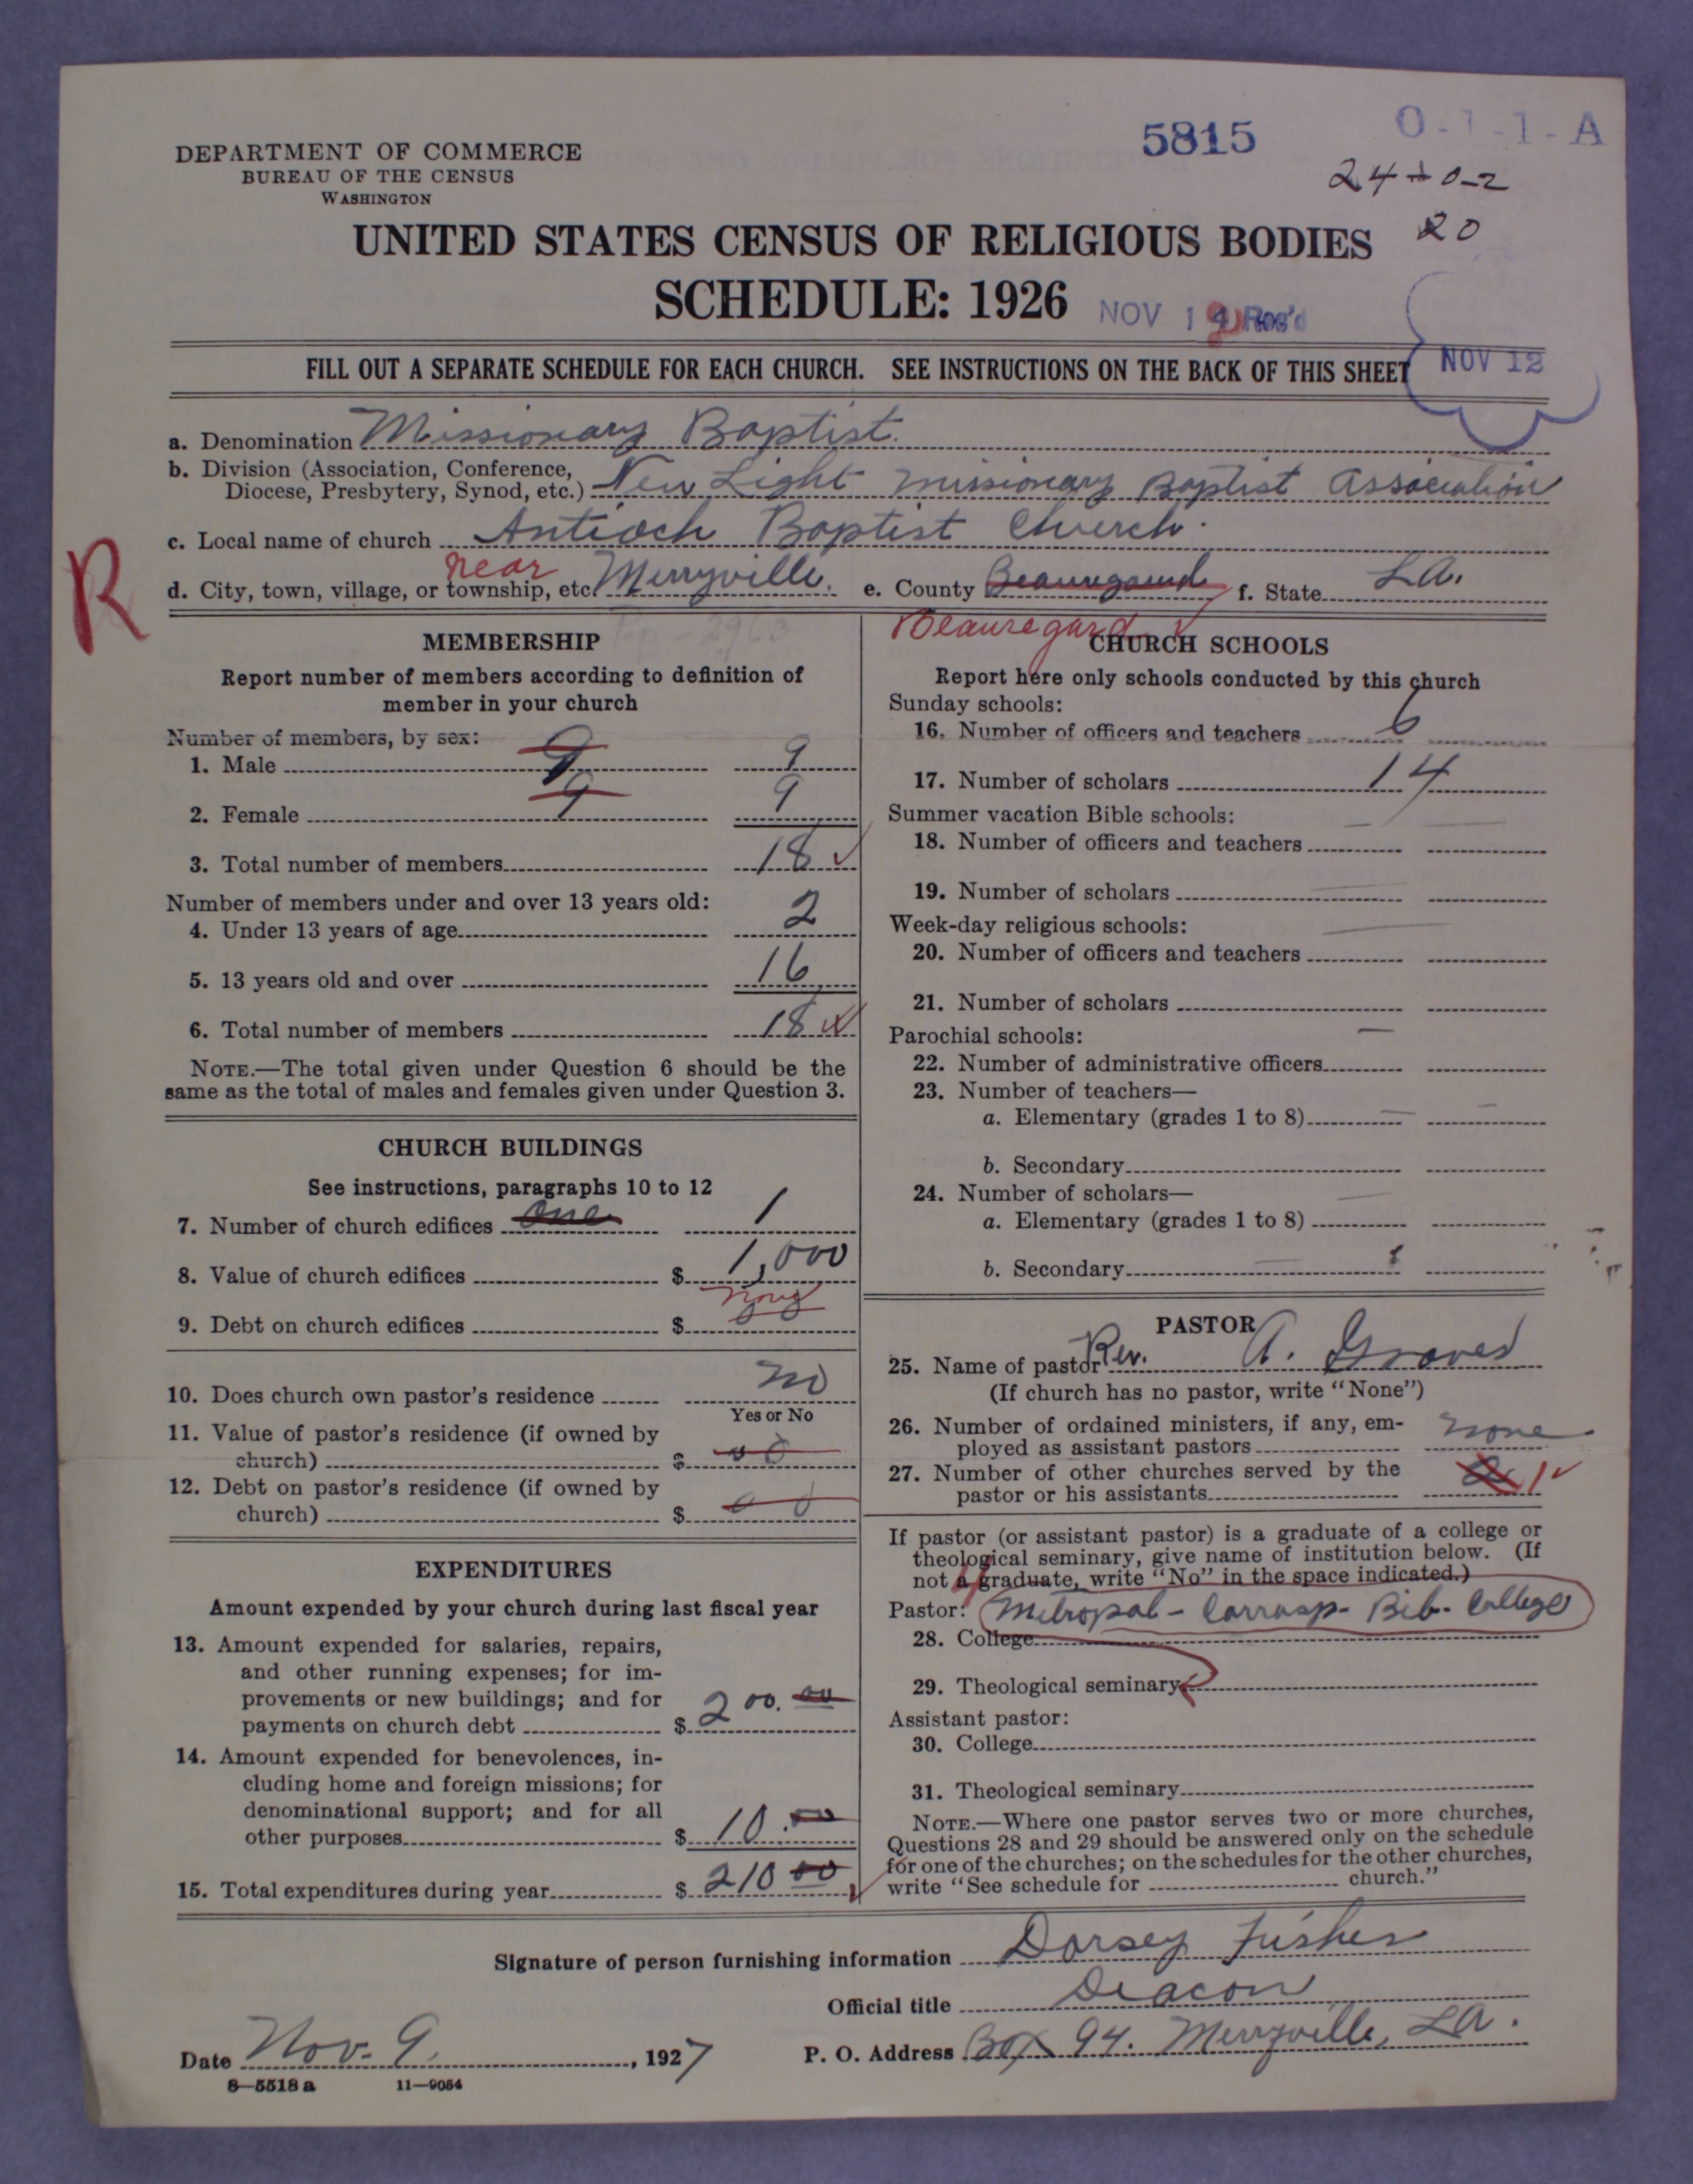 DEPARTMENT OF COMMERCE
BUREAU OF THE CENSUS
WASHINGTON
5815
O-1-1-A
24 0-2
20
UNITED STATES CENSUS OF RELIGIOUS BODIES
SCHEDULE: 1926
NOV 1 Rec'd
NOV 12
FILL OUT A SEPARATE SCHEDULE FOR EACH CHURCH. SEE INSTRUCTIONS ON THE BACK OF THIS SHEET
a. Denomination Missionary Baptist.
b. Division (Association, Conference,
Diocese, Presbytery, Synod, etc.) New Light Missionary Baptist Association
c. Local name of church Antioch Baptist Church.
R
d. City, town, village, or township, etc. near Merryville. e. County Beauregard f. State LA.
Beauregard
MEMBERSHIP
Report number of members according to definition of
member in your church
Number of members, by sex:
1. Male 9 9
2. Female 9 9
3. Total number of members 18
Number of members under and over 13 years old:
4. Under 13 years of age 2
5. 13 years old and over 16
6. Total number of members 18
NOTE.—The total given under Question 6 should be the
same as the total of males and females given under Question 3.
CHURCH BUILDINGS
See instructions, paragraphs 10 to 12
7. Number of church edifices one 1
8. Value of church edifices $ 1,000
9. Debt on church edifices $ none
10. Does church own pastor's residence no
Yes or No
11. Value of pastor's residence (if owned by
church) $
12. Debt on pastor's residence (if owned by
church) $
EXPENDITURES
Amount expended by your church during last fiscal year
13. Amount expended for salaries, repairs,
and other running expenses; for im-
provements or new buildings; and for
payments on church debt $ 200.00
14. Amount expended for benevolences, in-
cluding home and foreign missions; for
denominational support; and for all
other purposes $ 10.00
15. Total expenditures during year $ 210 00
CHURCH SCHOOLS
Report here only schools conducted by this church
Sunday schools:
16. Number of officers and teachers 6
17. Number of scholars 14
Summer vacation Bible schools:
18. Number of officers and teachers
19. Number of scholars
Week-day religious schools:
20. Number of officers and teachers
21. Number of scholars
Parochial schools:
22. Number of administrative officers
23. Number of teachers—
a. Elementary (grades 1 to 8)
b. Secondary
24. Number of scholars—
a. Elementary (grades 1 to 8)
b. Secondary
PASTOR
25. Name of pastor Rev. A. Graves
(If church has no pastor, write "None")
26. Number of ordained ministers, if any, em-
ployed as assistant pastors none
27. Number of other churches served by the
pastor or his assistants 1
If pastor (or assistant pastor) is a graduate of a college or
theological seminary, give name of institution below. (If
not a graduate, write "No" in the space indicated.)
Pastor: Metropol- Corrasp- Bib- College
28. College
29. Theological seminary
Assistant pastor:
30. College
31. Theological seminary
NOTE.—Where one pastor serves two or more churches,
Questions 28 and 29 should be answered only on the schedule
for one of the churches; on the schedules for the other churches,
write "See schedule for church."
Signature of person furnishing information Dorsey Fisher
Official title Deacon
Date Nov. 9, 1927 P. O. Address Box 94. Merryville, LA.
8—5518a 11—9054